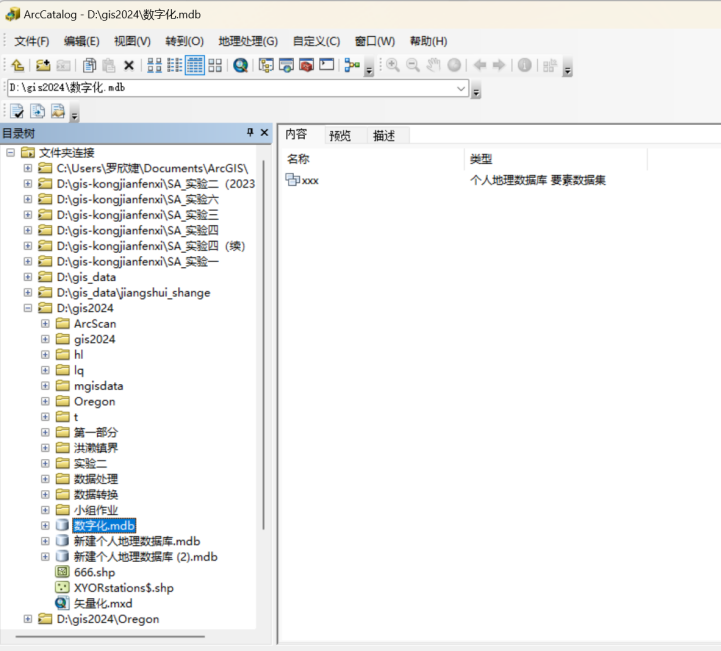 ArcCatalog - D:\gis2024\数字化.mdb
文件(F) 编辑(E) 视图(V) 转到(O) 地理处理(G) 自定义(C) 窗口(W) 帮助(H)
D:\gis2024\数字化.mdb
目录树
内容 预览 描述
名称 类型
xxx 个人地理数据库 要素数据集
文件夹连接
C:\Users\罗欣婕\Documents\ArcGIS\
D:\gis-kongjianfenxi\SA_实验二（2023
D:\gis-kongjianfenxi\SA_实验六
D:\gis-kongjianfenxi\SA_实验三
D:\gis-kongjianfenxi\SA_实验四
D:\gis-kongjianfenxi\SA_实验四（续）
D:\gis-kongjianfenxi\SA_实验一
D:\gis_data
D:\gis_data\jiangshui_shange
D:\gis2024
ArcScan
gis2024
hl
lq
mgisdata
Oregon
t
第一部分
洪濑镇界
实验二
数据处理
数据转换
小组作业
数字化.mdb
新建个人地理数据库.mdb
新建个人地理数据库 (2).mdb
666.shp
XYORstations$.shp
矢量化.mxd
D:\gis2024\Oregon